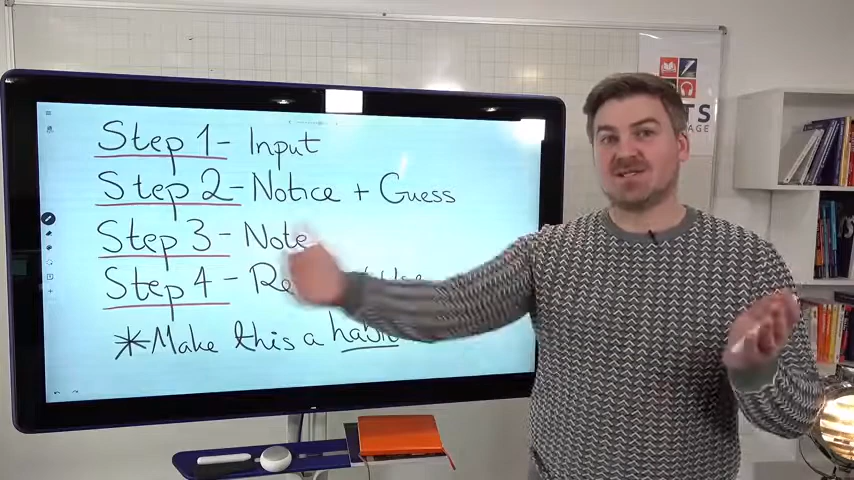 Step 1 - Input
Step 2 - Notice + Guess
Step 3 - Note
Step 4 -
*Make this a habit